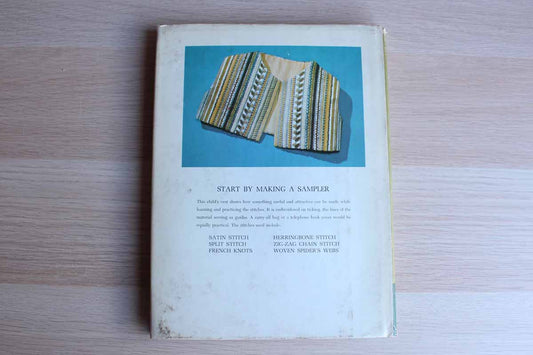 START BY MAKING A SAMPLER
This child's vest shows how something useful and attractive can be made while
learning and practicing the stitches. It is embroidered on ticking, the lines of the
material serving as guides. A carry-all bag or a telephone book cover would be
equally practical. The stitches used include:
SATIN STITCH
SPLIT STITCH
FRENCH KNOTS
HERRINGBONE STITCH
ZIG-ZAG CHAIN STITCH
WOVEN SPIDER'S WEBS